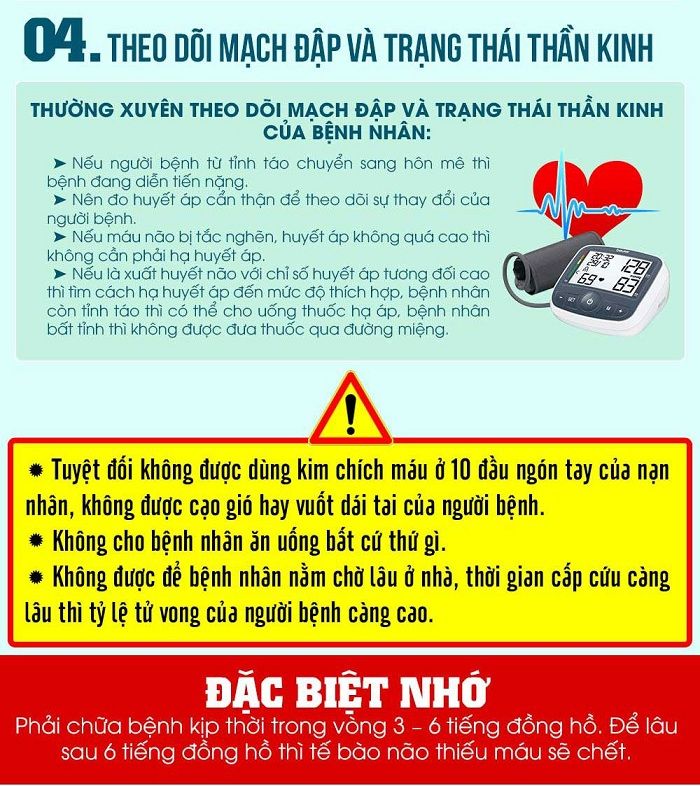 04. THEO DÕI MẠCH ĐẬP VÀ TRẠNG THÁI THẦN KINH
THƯỜNG XUYÊN THEO DÕI MẠCH ĐẬP VÀ TRẠNG THÁI THẦN KINH
CỦA BỆNH NHÂN:
➤ Nếu người bệnh từ tỉnh táo chuyển sang hôn mê thì
bệnh đang diễn tiến nặng.
➤ Nên đo huyết áp cẩn thận để theo dõi sự thay đổi của
người bệnh.
➤ Nếu máu não bị tắc nghẽn, huyết áp không quá cao thì
không cần phải hạ huyết áp.
➤ Nếu là xuất huyết não với chỉ số huyết áp tương đối cao
thì tìm cách hạ huyết áp đến mức độ thích hợp, bệnh nhân
còn tỉnh táo thì có thể cho uống thuốc hạ áp, bệnh nhân
bất tỉnh thì không được đưa thuốc qua đường miệng.
!
✹ Tuyệt đối không được dùng kim chích máu ở 10 đầu ngón tay của nạn
nhân, không được cạo gió hay vuốt dái tai của người bệnh.
✹ Không cho bệnh nhân ăn uống bất cứ thứ gì.
✹ Không được để bệnh nhân nằm chờ lâu ở nhà, thời gian cấp cứu càng
lâu thì tỷ lệ tử vong của người bệnh càng cao.
ĐẶC BIỆT NHỚ
Phải chữa bệnh kịp thời trong vòng 3 – 6 tiếng đồng hồ. Để lâu
sau 6 tiếng đồng hồ thì tế bào não thiếu máu sẽ chết.